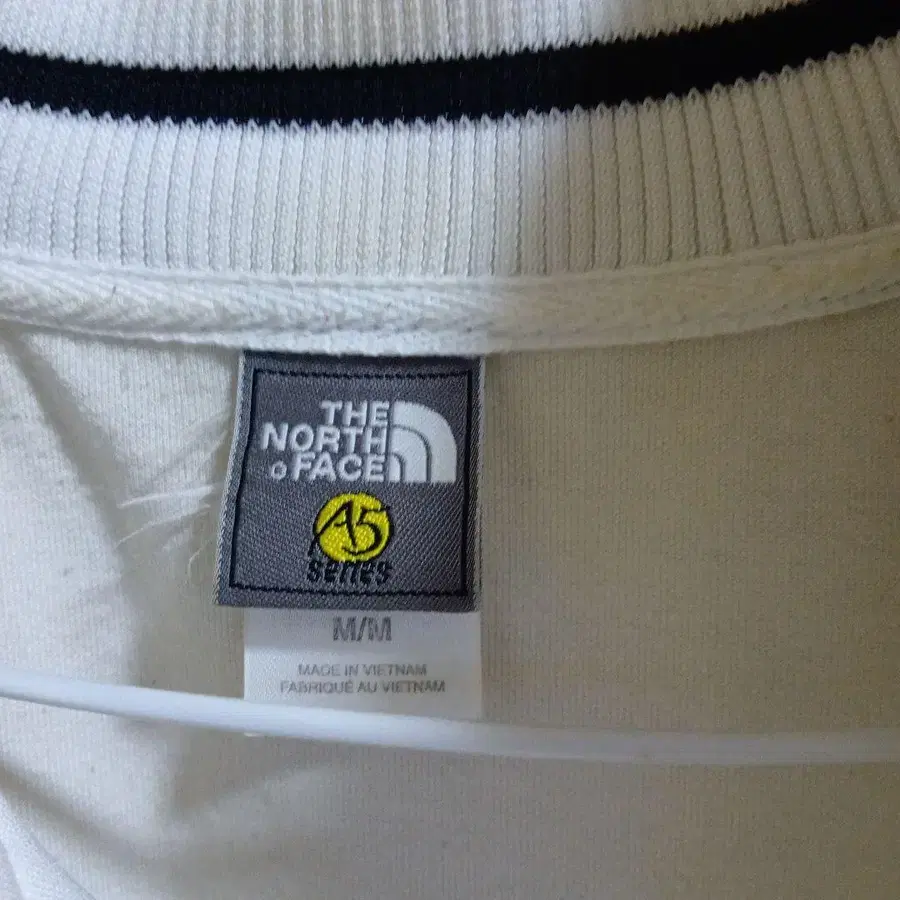 THE
NORTH
FACE
A5
series
M/M
MADE IN VIETNAM
FABRIQUÉ AU VIETNAM